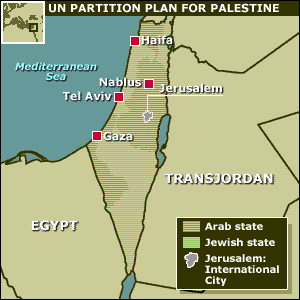 UN PARTITION PLAN FOR PALESTINE
Haifa
Mediterranean
Sea
Nablus
Jerusalem
Tel Aviv
Gaza
TRANSJORDAN
EGYPT
Arab state
Jewish state
Jerusalem:
International
City